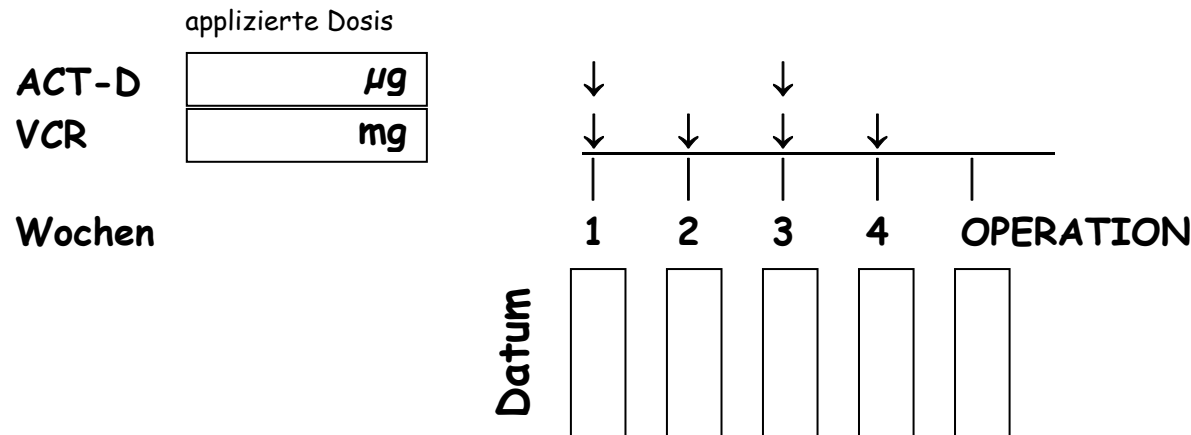 applizierte Dosis
ACT-D µg
VCR mg
Wochen 1 2 3 4 OPERATION
Datum